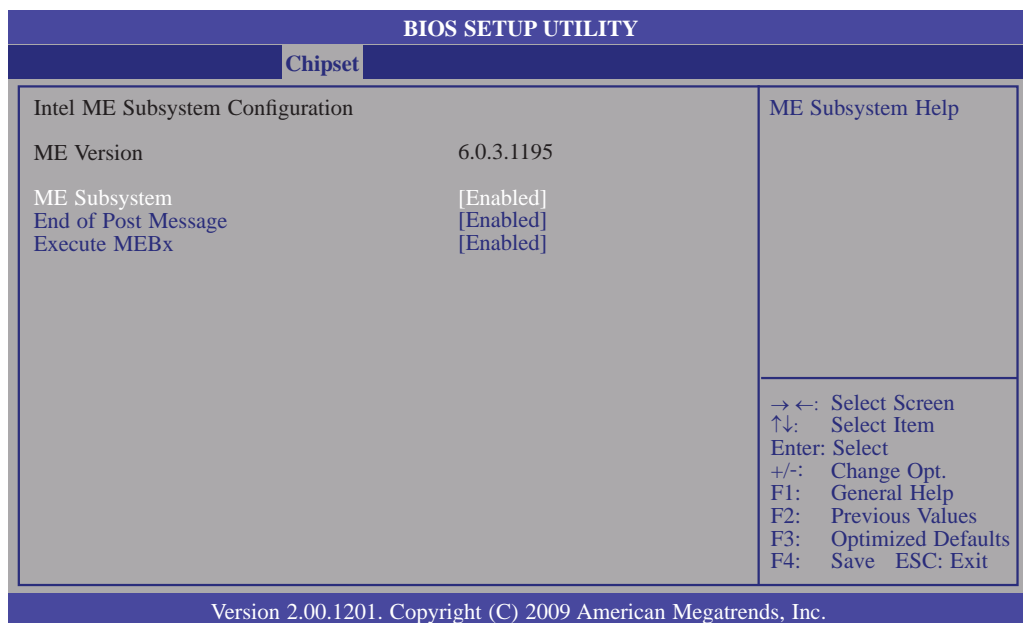 BIOS SETUP UTILITY
Chipset
Intel ME Subsystem Configuration
ME Version 6.0.3.1195
ME Subsystem [Enabled]
End of Post Message [Enabled]
Execute MEBx [Enabled]
ME Subsystem Help
→ ←: Select Screen
↑↓: Select Item
Enter: Select
+/-: Change Opt.
F1: General Help
F2: Previous Values
F3: Optimized Defaults
F4: Save ESC: Exit
Version 2.00.1201. Copyright (C) 2009 American Megatrends, Inc.